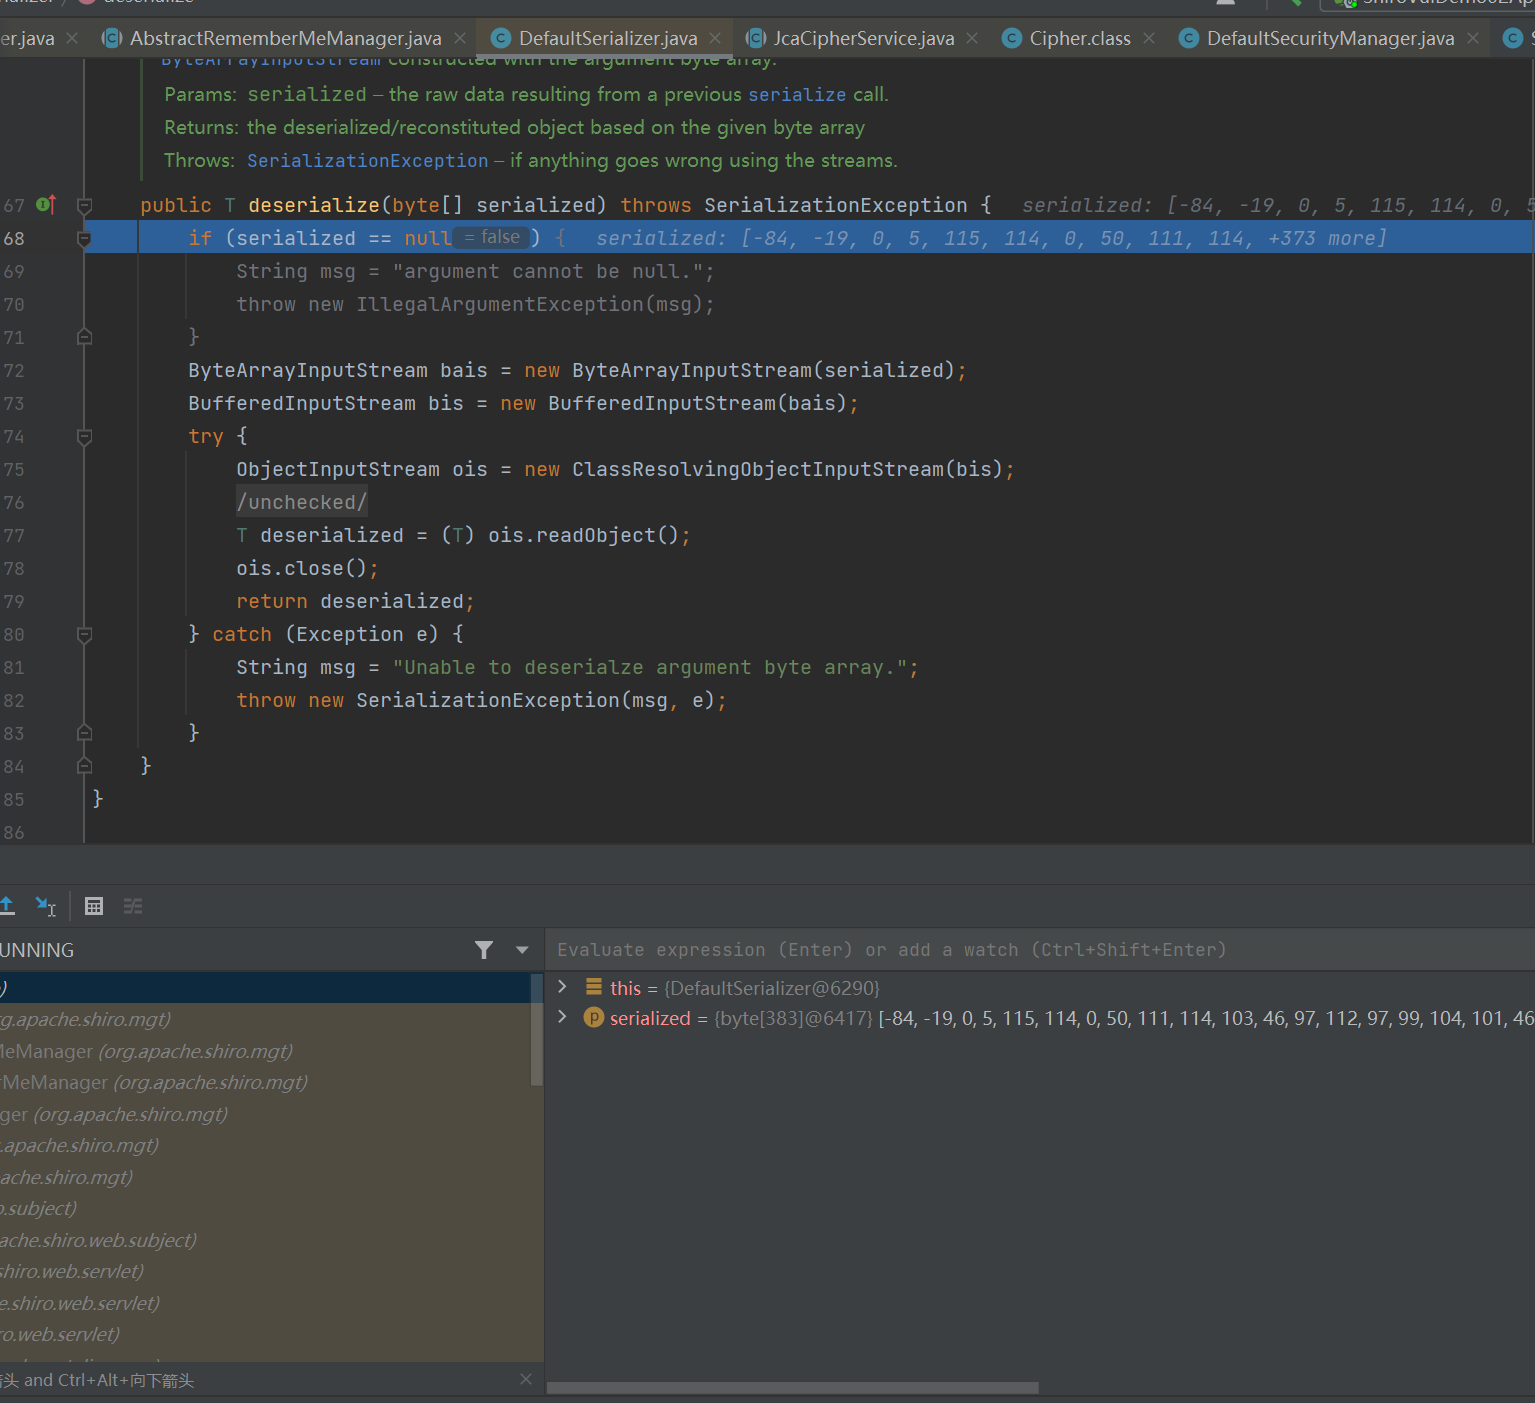 er.java AbstractRememberMeManager.java DefaultSerializer.java JcaCipherService.java Cipher.class DefaultSecurityManager.java
ByteArrayInputStream constructed with the argument byte array.
Params: serialized – the raw data resulting from a previous serialize call.
Returns: the deserialized/reconstituted object based on the given byte array
Throws: SerializationException – if anything goes wrong using the streams.
67 public T deserialize(byte[] serialized) throws SerializationException { serialized: [-84, -19, 0, 5, 115, 114, 0, 5
68 if (serialized == null = false ) { serialized: [-84, -19, 0, 5, 115, 114, 0, 50, 111, 114, +373 more]
69 String msg = "argument cannot be null.";
70 throw new IllegalArgumentException(msg);
71 }
72 ByteArrayInputStream bais = new ByteArrayInputStream(serialized);
73 BufferedInputStream bis = new BufferedInputStream(bais);
74 try {
75 ObjectInputStream ois = new ClassResolvingObjectInputStream(bis);
76 /unchecked/
77 T deserialized = (T) ois.readObject();
78 ois.close();
79 return deserialized;
80 } catch (Exception e) {
81 String msg = "Unable to deserialze argument byte array.";
82 throw new SerializationException(msg, e);
83 }
84 }
85 }
86
UNNING
Evaluate expression (Enter) or add a watch (Ctrl+Shift+Enter)
)
rg.apache.shiro.mgt)
MeManager (org.apache.shiro.mgt)
rMeManager (org.apache.shiro.mgt)
ger (org.apache.shiro.mgt)
.apache.shiro.mgt)
ache.shiro.mgt)
o.subject)
ache.shiro.web.subject)
shiro.web.servlet)
e.shiro.web.servlet)
ro.web.servlet)
箭头 and Ctrl+Alt+向下箭头
this = {DefaultSerializer@6290}
serialized = {byte[383]@6417} [-84, -19, 0, 5, 115, 114, 0, 50, 111, 114, 103, 46, 97, 112, 97, 99, 104, 101, 46